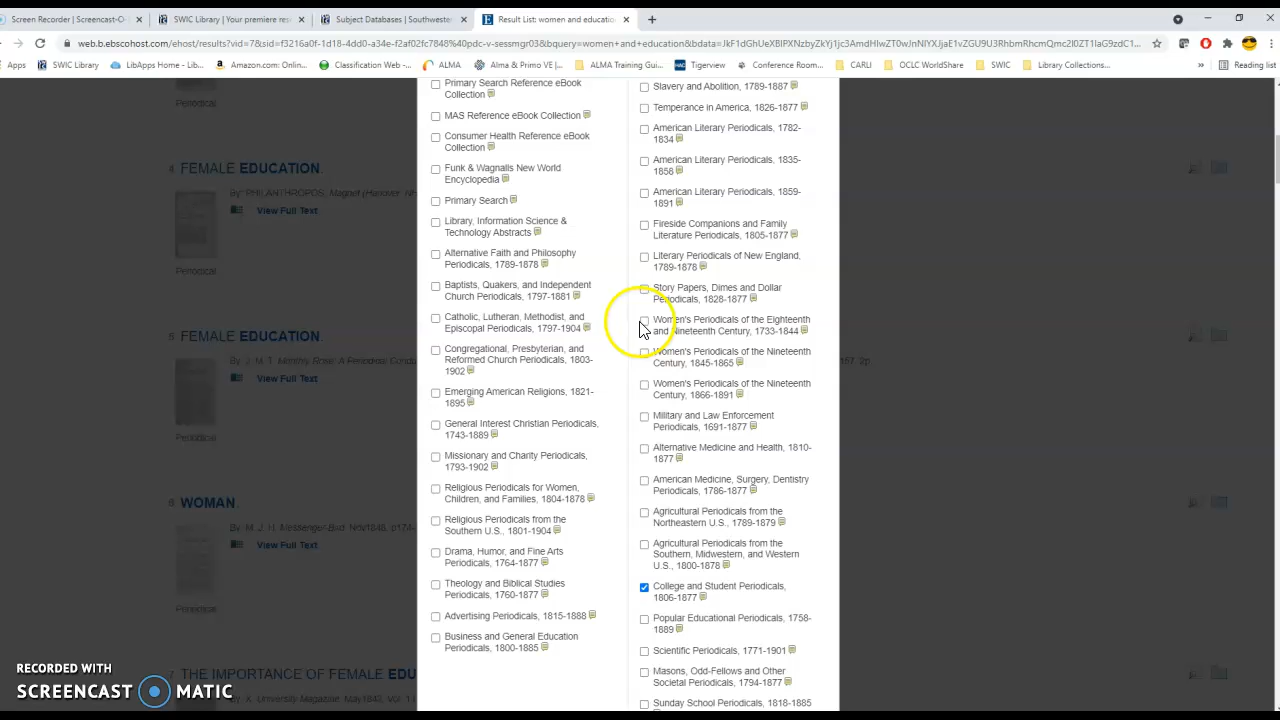 Screen Recorder | Screencast-O
SWIC Library | Your premiere res
Subject Databases | Southweste
Result List: women and educatio
web.b.ebscohost.com/ehost/results?vid=7&sid=f3216a0f-1d18-4dd0-a34e-f2af02fc7848%40pdc-v-sessmgr03&bquery=women+and+education&bdata=
Apps
SWIC Library
LibApps Home - Lib...
Amazon.com: Onlin...
Classification Web -...
ALMA
Alma & Primo VE |...
ALMA Training Gui...
Tigerview
Conference Room...
CARLI
OCLC WorldShare
SWIC
Library Collections...
»
Reading list
Periodical
4. FEMALE EDUCATION.
View Full Text
Periodical
5. FEMALE EDUCATION.
View Full Text
Periodical
6. WOMAN.
View Full Text
Periodical
7. THE IMPORTANCE OF FEMALE EDU
Primary Search Reference eBook
Collection
MAS Reference eBook Collection
Consumer Health Reference eBook
Collection
Funk & Wagnalls New World
Encyclopedia
Primary Search
Library, Information Science &
Technology Abstracts
Alternative Faith and Philosophy
Periodicals, 1789-1878
Baptists, Quakers, and Independent
Church Periodicals, 1797-1881
Catholic, Lutheran, Methodist, and
Episcopal Periodicals, 1797-1904
Congregational, Presbyterian, and
Reformed Church Periodicals, 1803-
1902
Emerging American Religions, 1821-
1895
General Interest Christian Periodicals,
1743-1889
Missionary and Charity Periodicals,
1793-1902
Religious Periodicals for Women,
Children, and Families, 1804-1878
Religious Periodicals from the
Southern U.S., 1801-1904
Drama, Humor, and Fine Arts
Periodicals, 1764-1877
Theology and Biblical Studies
Periodicals, 1760-1877
Advertising Periodicals, 1815-1888
Business and General Education
Periodicals, 1800-1885
Slavery and Abolition, 1789-1887
Temperance in America, 1826-1877
American Literary Periodicals, 1782-
1834
American Literary Periodicals, 1835-
1858
American Literary Periodicals, 1859-
1891
Fireside Companions and Family
Literature Periodicals, 1805-1877
Literary Periodicals of New England,
1789-1878
Story Papers, Dimes and Dollar
Periodicals, 1828-1877
Women's Periodicals of the Eighteenth
and Nineteenth Century, 1733-1844
Women's Periodicals of the Nineteenth
Century, 1845-1865
Women's Periodicals of the Nineteenth
Century, 1866-1891
Military and Law Enforcement
Periodicals, 1691-1877
Alternative Medicine and Health, 1810-
1877
American Medicine, Surgery, Dentistry
Periodicals, 1786-1877
Agricultural Periodicals from the
Northeastern U.S., 1789-1879
Agricultural Periodicals from the
Southern, Midwestern, and Western
U.S., 1800-1878
College and Student Periodicals,
1806-1877
Popular Educational Periodicals, 1758-
1889
Scientific Periodicals, 1771-1901
Masons, Odd-Fellows and Other
Societal Periodicals, 1794-1877
Sunday School Periodicals, 1818-1885
RECORDED WITH
SCREENCAST MATIC